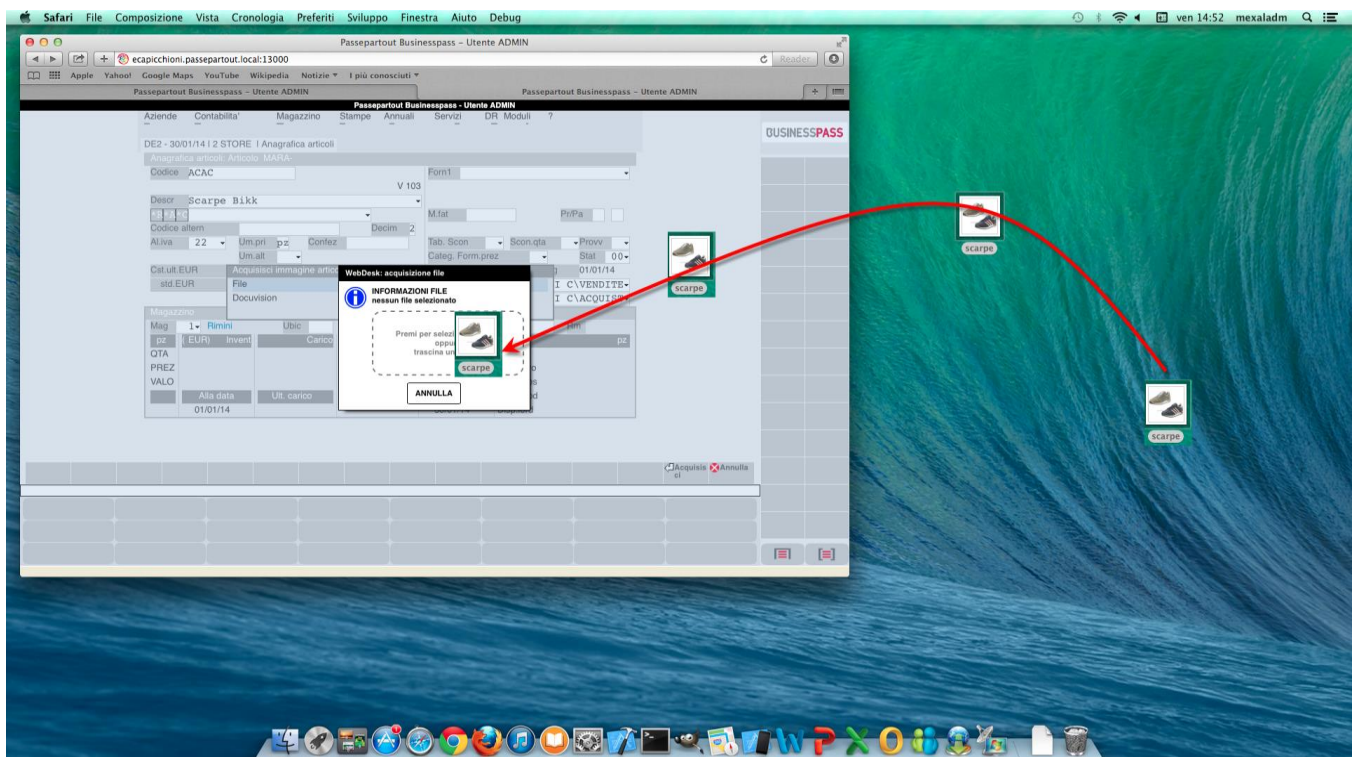 Safari File Composizione Vista Cronologia Preferiti Sviluppo Finestra Aiuto Debug
ven 14:52 mexaladm
Passepartout Businesspass – Utente ADMIN
ecapicchioni.passepartout.local:13000
Reader
Apple Yahoo! Google Maps YouTube Wikipedia Notizie I più conosciuti
Passepartout Businesspass – Utente ADMIN Passepartout Businesspass – Utente ADMIN
Passepartout Businesspass - Utente ADMIN
Aziende Contabilita' Magazzino Stampe Annuali Servizi DR Moduli ?
BUSINESSPASS
DE2 - 30/01/14 I 2 STORE I Anagrafica articoli
Anagrafica articoli: Articolo MARA-
Codice ACAC Forn1
V 103
Descr Scarpe Bikk
M.fat Pr/Pa
Codice altern Decim 2
Al.iva 22 Um.pri pz Confez Tab. Scon Scon.qta Provv
Um.alt Categ. Form.prez Stat 00
Cst.ult.EUR 01/01/14
std.EUR I C\VENDITE
I C\ACQUIST
Acquisisci immagine artic
File
Docuvision
WebDesk: acquisizione file
INFORMAZIONI FILE
nessun file selezionato
Premi per selezi
oppu
trascina un
scarpe
ANNULLA
Magazzino
Mag 1 Rimini Ubic
pz ( EUR) Invent Carico pz
QTA
PREZ
VALO
Alla data Ult. carico
01/01/14
scarpe
scarpe
scarpe
Acquisis Annulla
ci